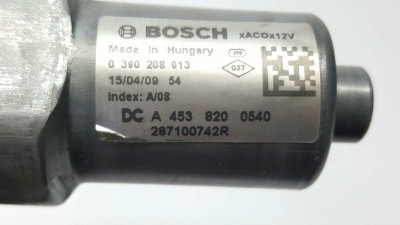 BOSCH xACOx12V
Made in Hungary
0 390 208 013 037
15/04/09 54
Index: A/08
DC A 453 820 0540
287100742R